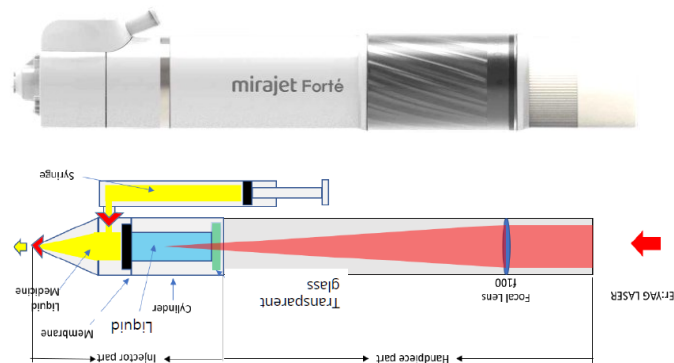 mirajet Forté
Syringe
Er:YAG LASER
Focal Lens
f100
Transparent
glass
Cylinder
Liquid
Membrane
Liquid
Medicine
Injector part
Handpiece part